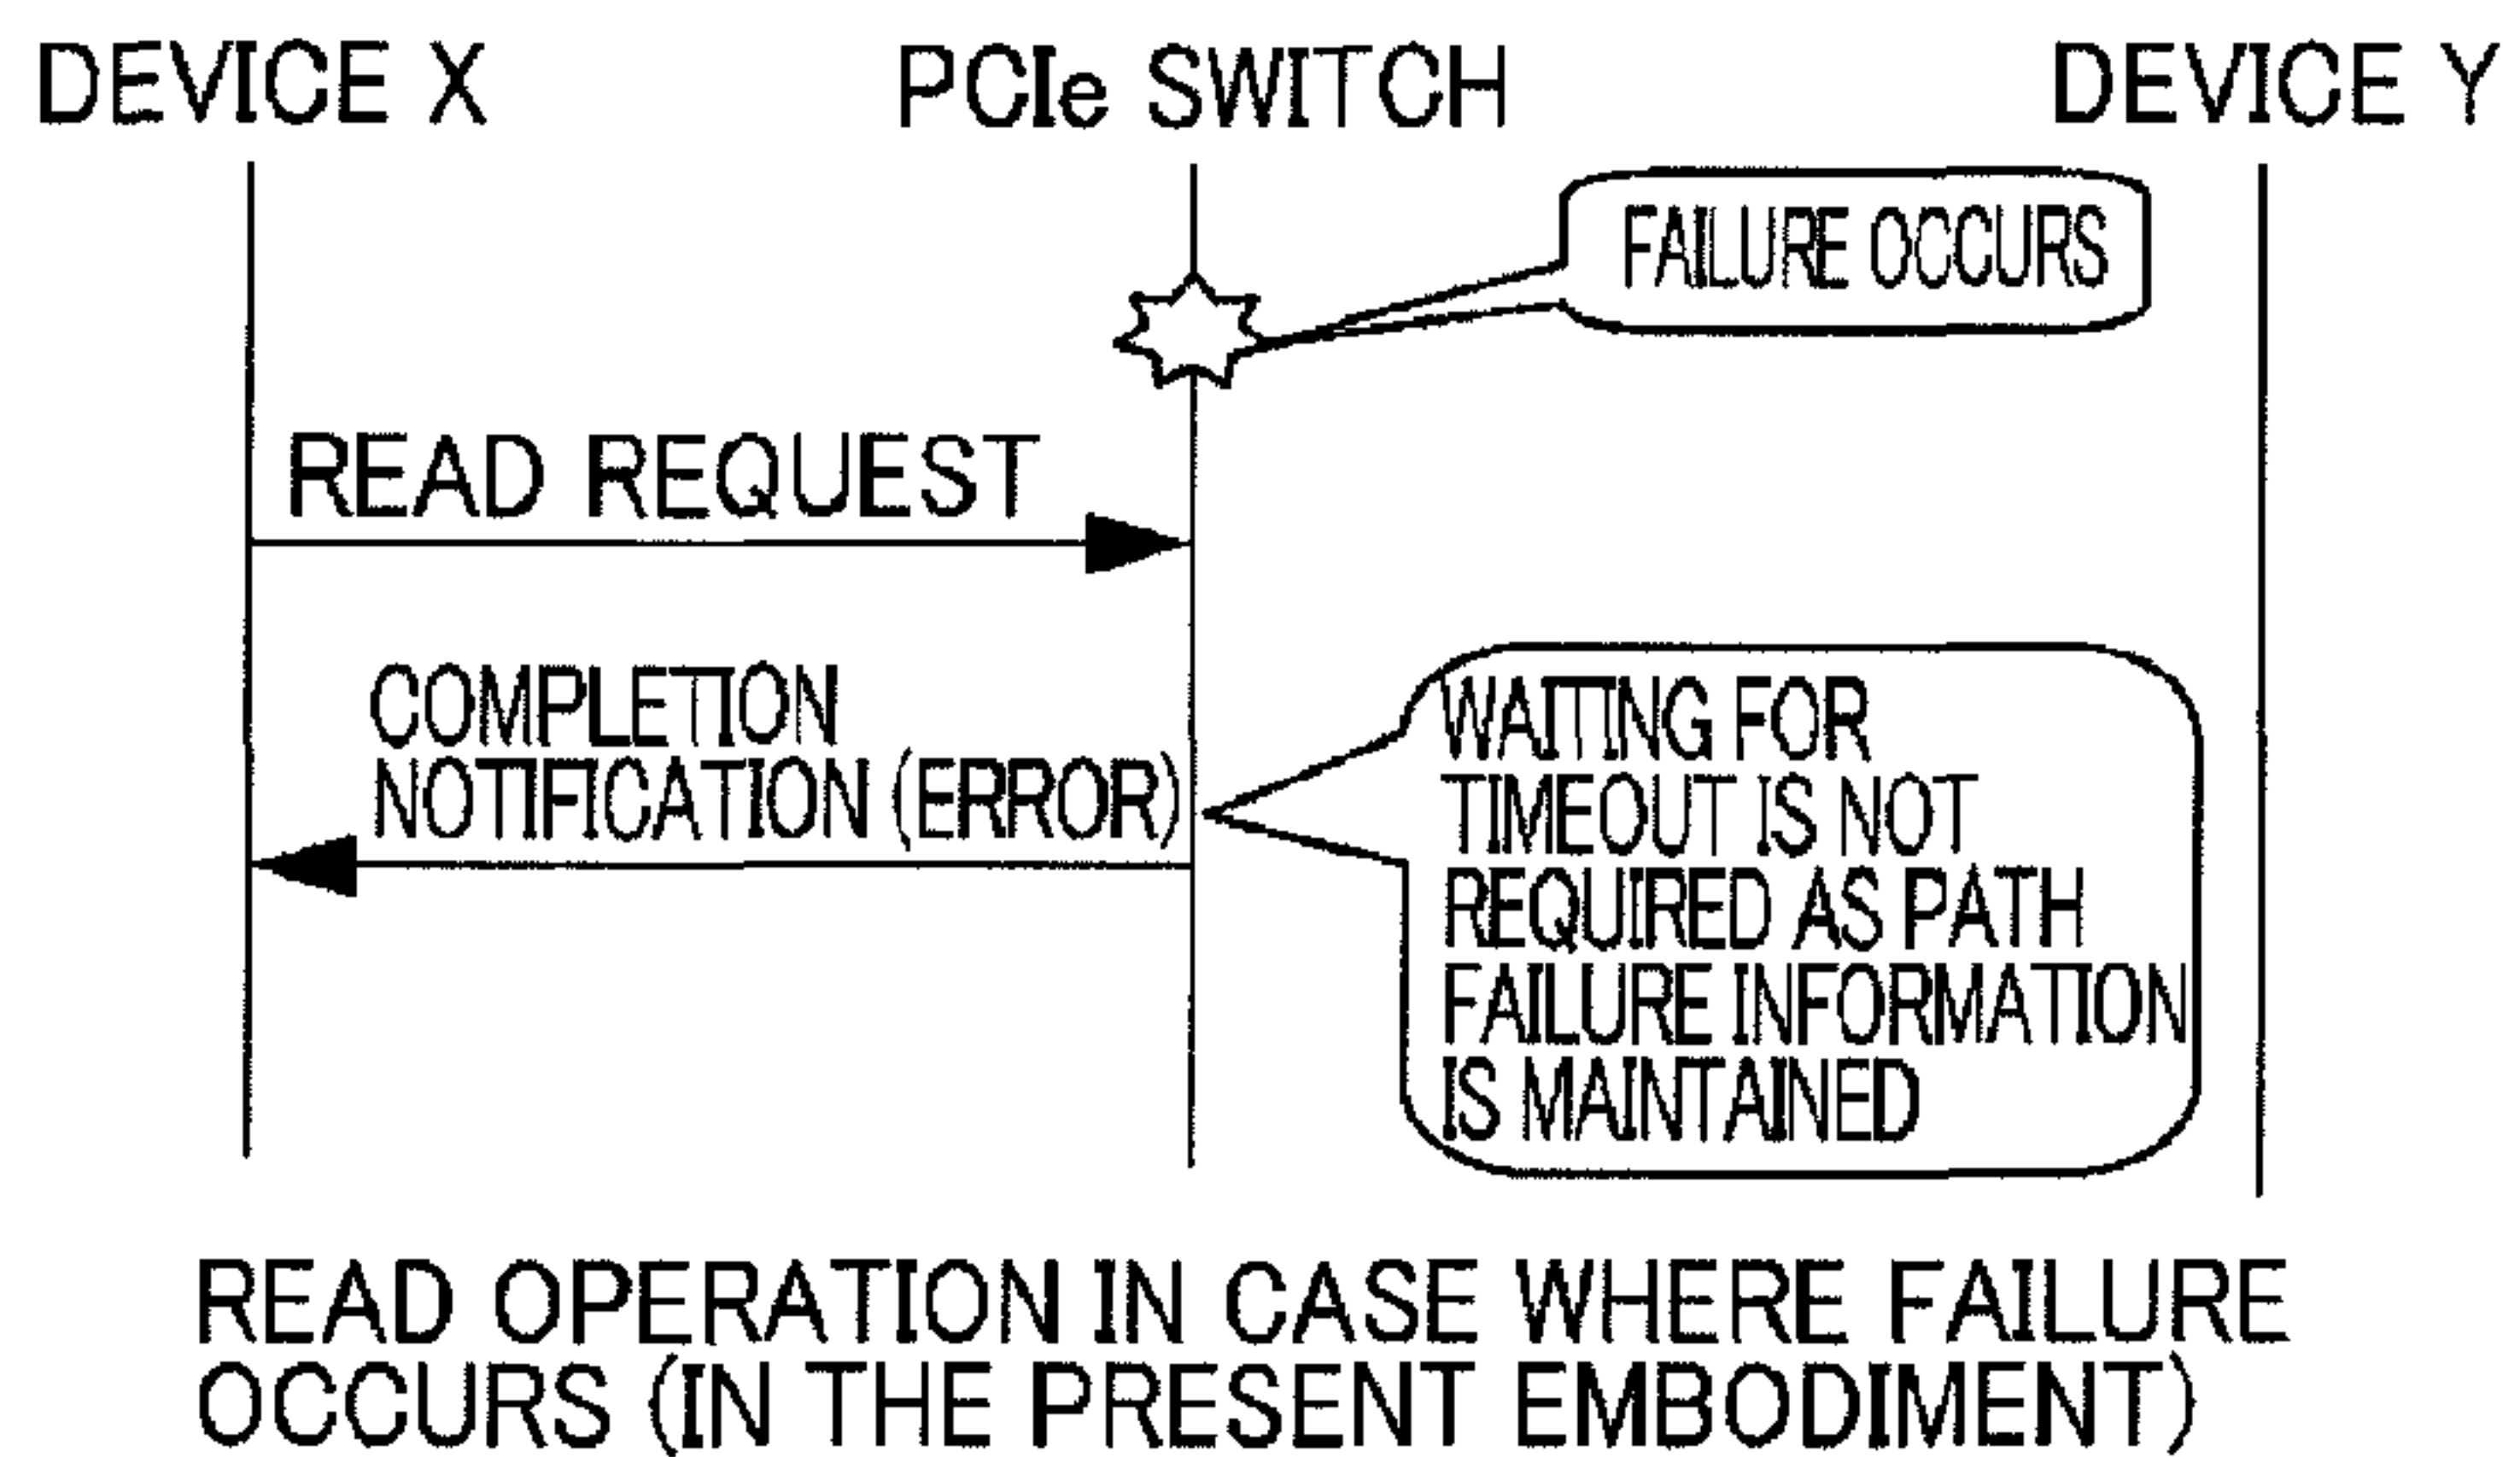 DEVICE X
PCIe SWITCH
DEVICE Y
FAILURE OCCURS
READ REQUEST
COMPLETION
NOTIFICATION (ERROR)
WAITING FOR
TIMEOUT IS NOT
REQUIRED AS PATH
FAILURE INFORMATION
IS MAINTAINED
READ OPERATION IN CASE WHERE FAILURE
OCCURS (IN THE PRESENT EMBODIMENT)